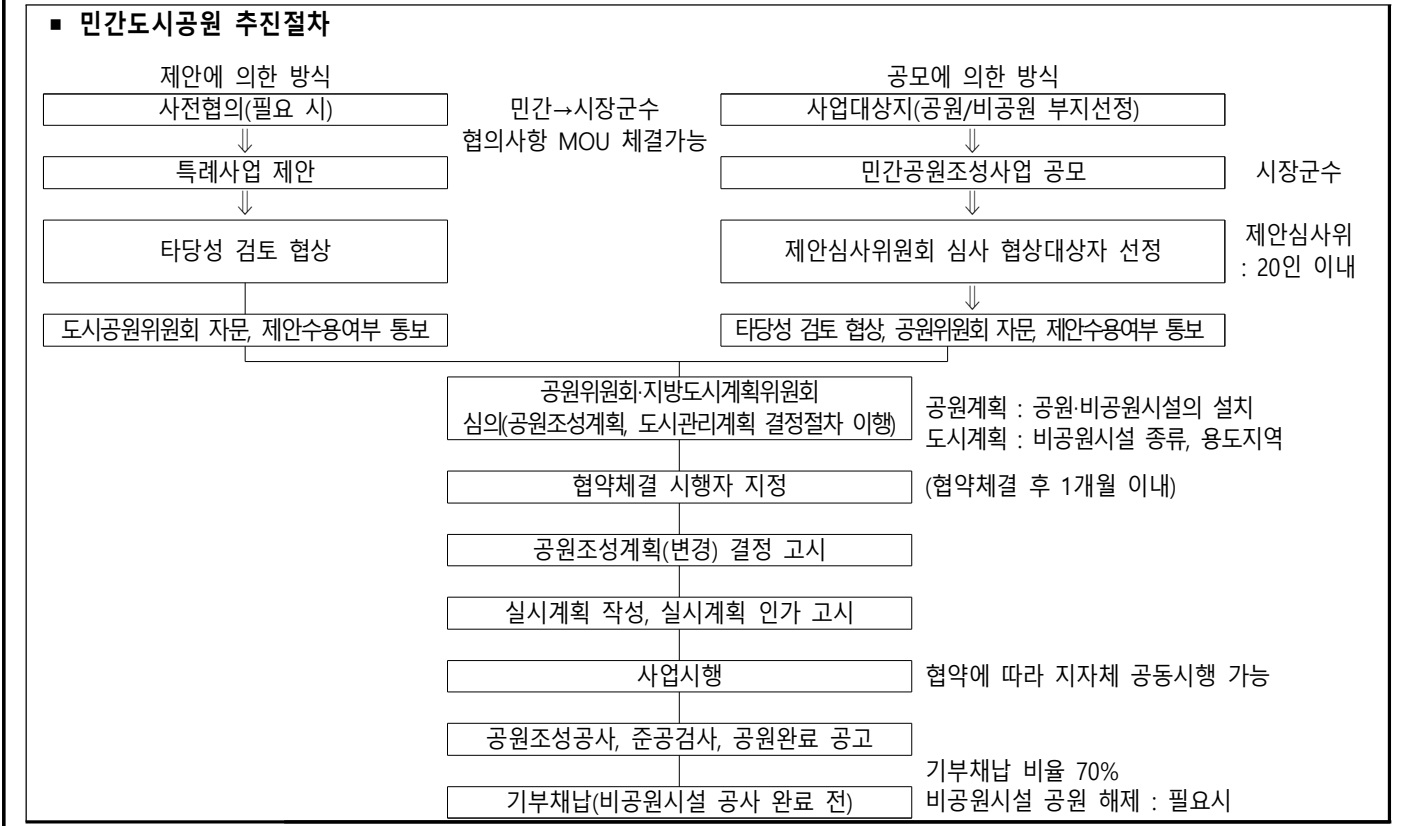 ▪ 민간도시공원 추진절차
제안에 의한 방식
공모에 의한 방식
사전협의(필요 시)
민간→시장군수
협의사항 MOU 체결가능
사업대상지(공원/비공원 부지선정)
⇓
⇓
특례사업 제안
민간공원조성사업 공모
시장군수
⇓
⇓
타당성 검토 협상
제안심사위원회 심사 협상대상자 선정
제안심사위
: 20인 이내
⇓
도시공원위원회 자문, 제안수용여부 통보
타당성 검토 협상, 공원위원회 자문, 제안수용여부 통보
공원위원회·지방도시계획위원회
심의(공원조성계획, 도시관리계획 결정절차 이행)
공원계획 : 공원·비공원시설의 설치
도시계획 : 비공원시설 종류, 용도지역
협약체결 시행자 지정
(협약체결 후 1개월 이내)
공원조성계획(변경) 결정 고시
실시계획 작성, 실시계획 인가 고시
사업시행
협약에 따라 지자체 공동시행 가능
공원조성공사, 준공검사, 공원완료 공고
기부채납(비공원시설 공사 완료 전)
기부채납 비율 70%
비공원시설 공원 해제 : 필요시